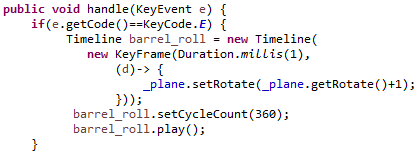 public void handle(KeyEvent e) {
if(e.getCode()==KeyCode.E) {
Timeline barrel_roll = new Timeline(
new KeyFrame(Duration.millis(1),
(d)-> {
_plane.setRotate(_plane.getRotate()+1);
}));
barrel_roll.setCycleCount(360);
barrel_roll.play();
}